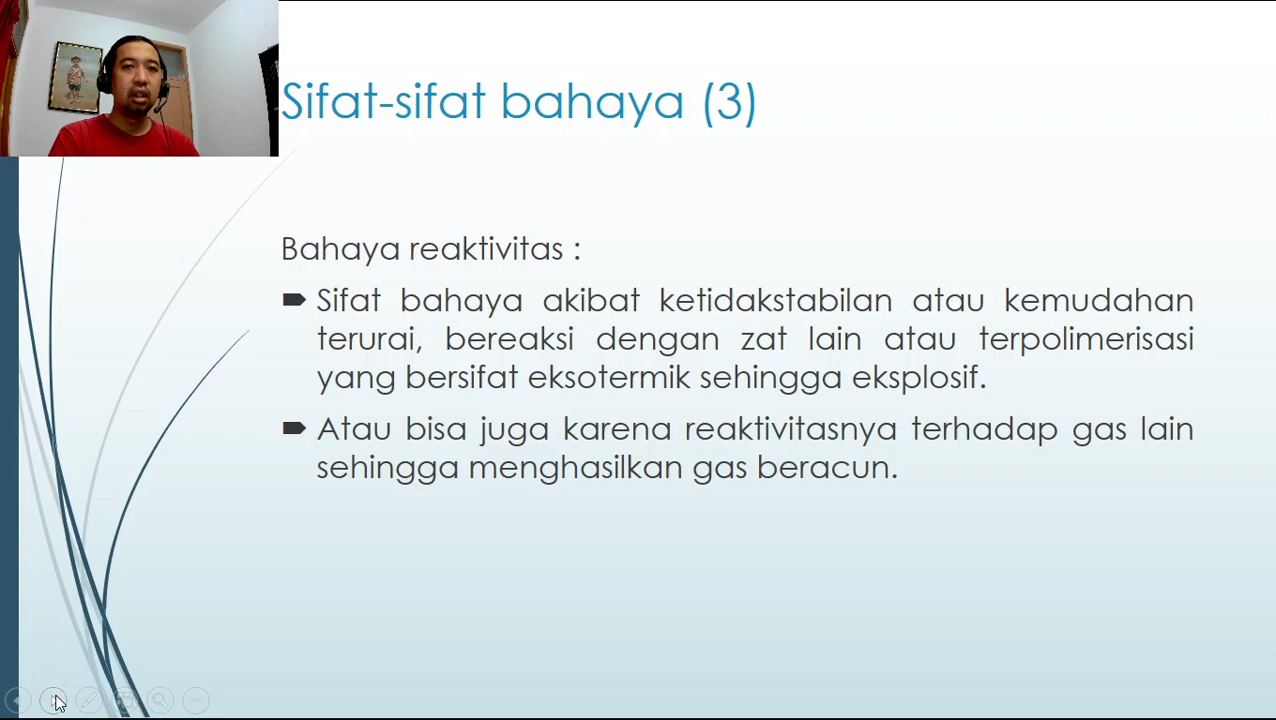 Sifat-sifat bahaya (3)
Bahaya reaktivitas :
Sifat bahaya akibat ketidakstabilan atau kemudahan
terurai, bereaksi dengan zat lain atau terpolimerisasi
yang bersifat eksotermik sehingga eksplosif.
Atau bisa juga karena reaktivitasnya terhadap gas lain
sehingga menghasilkan gas beracun.